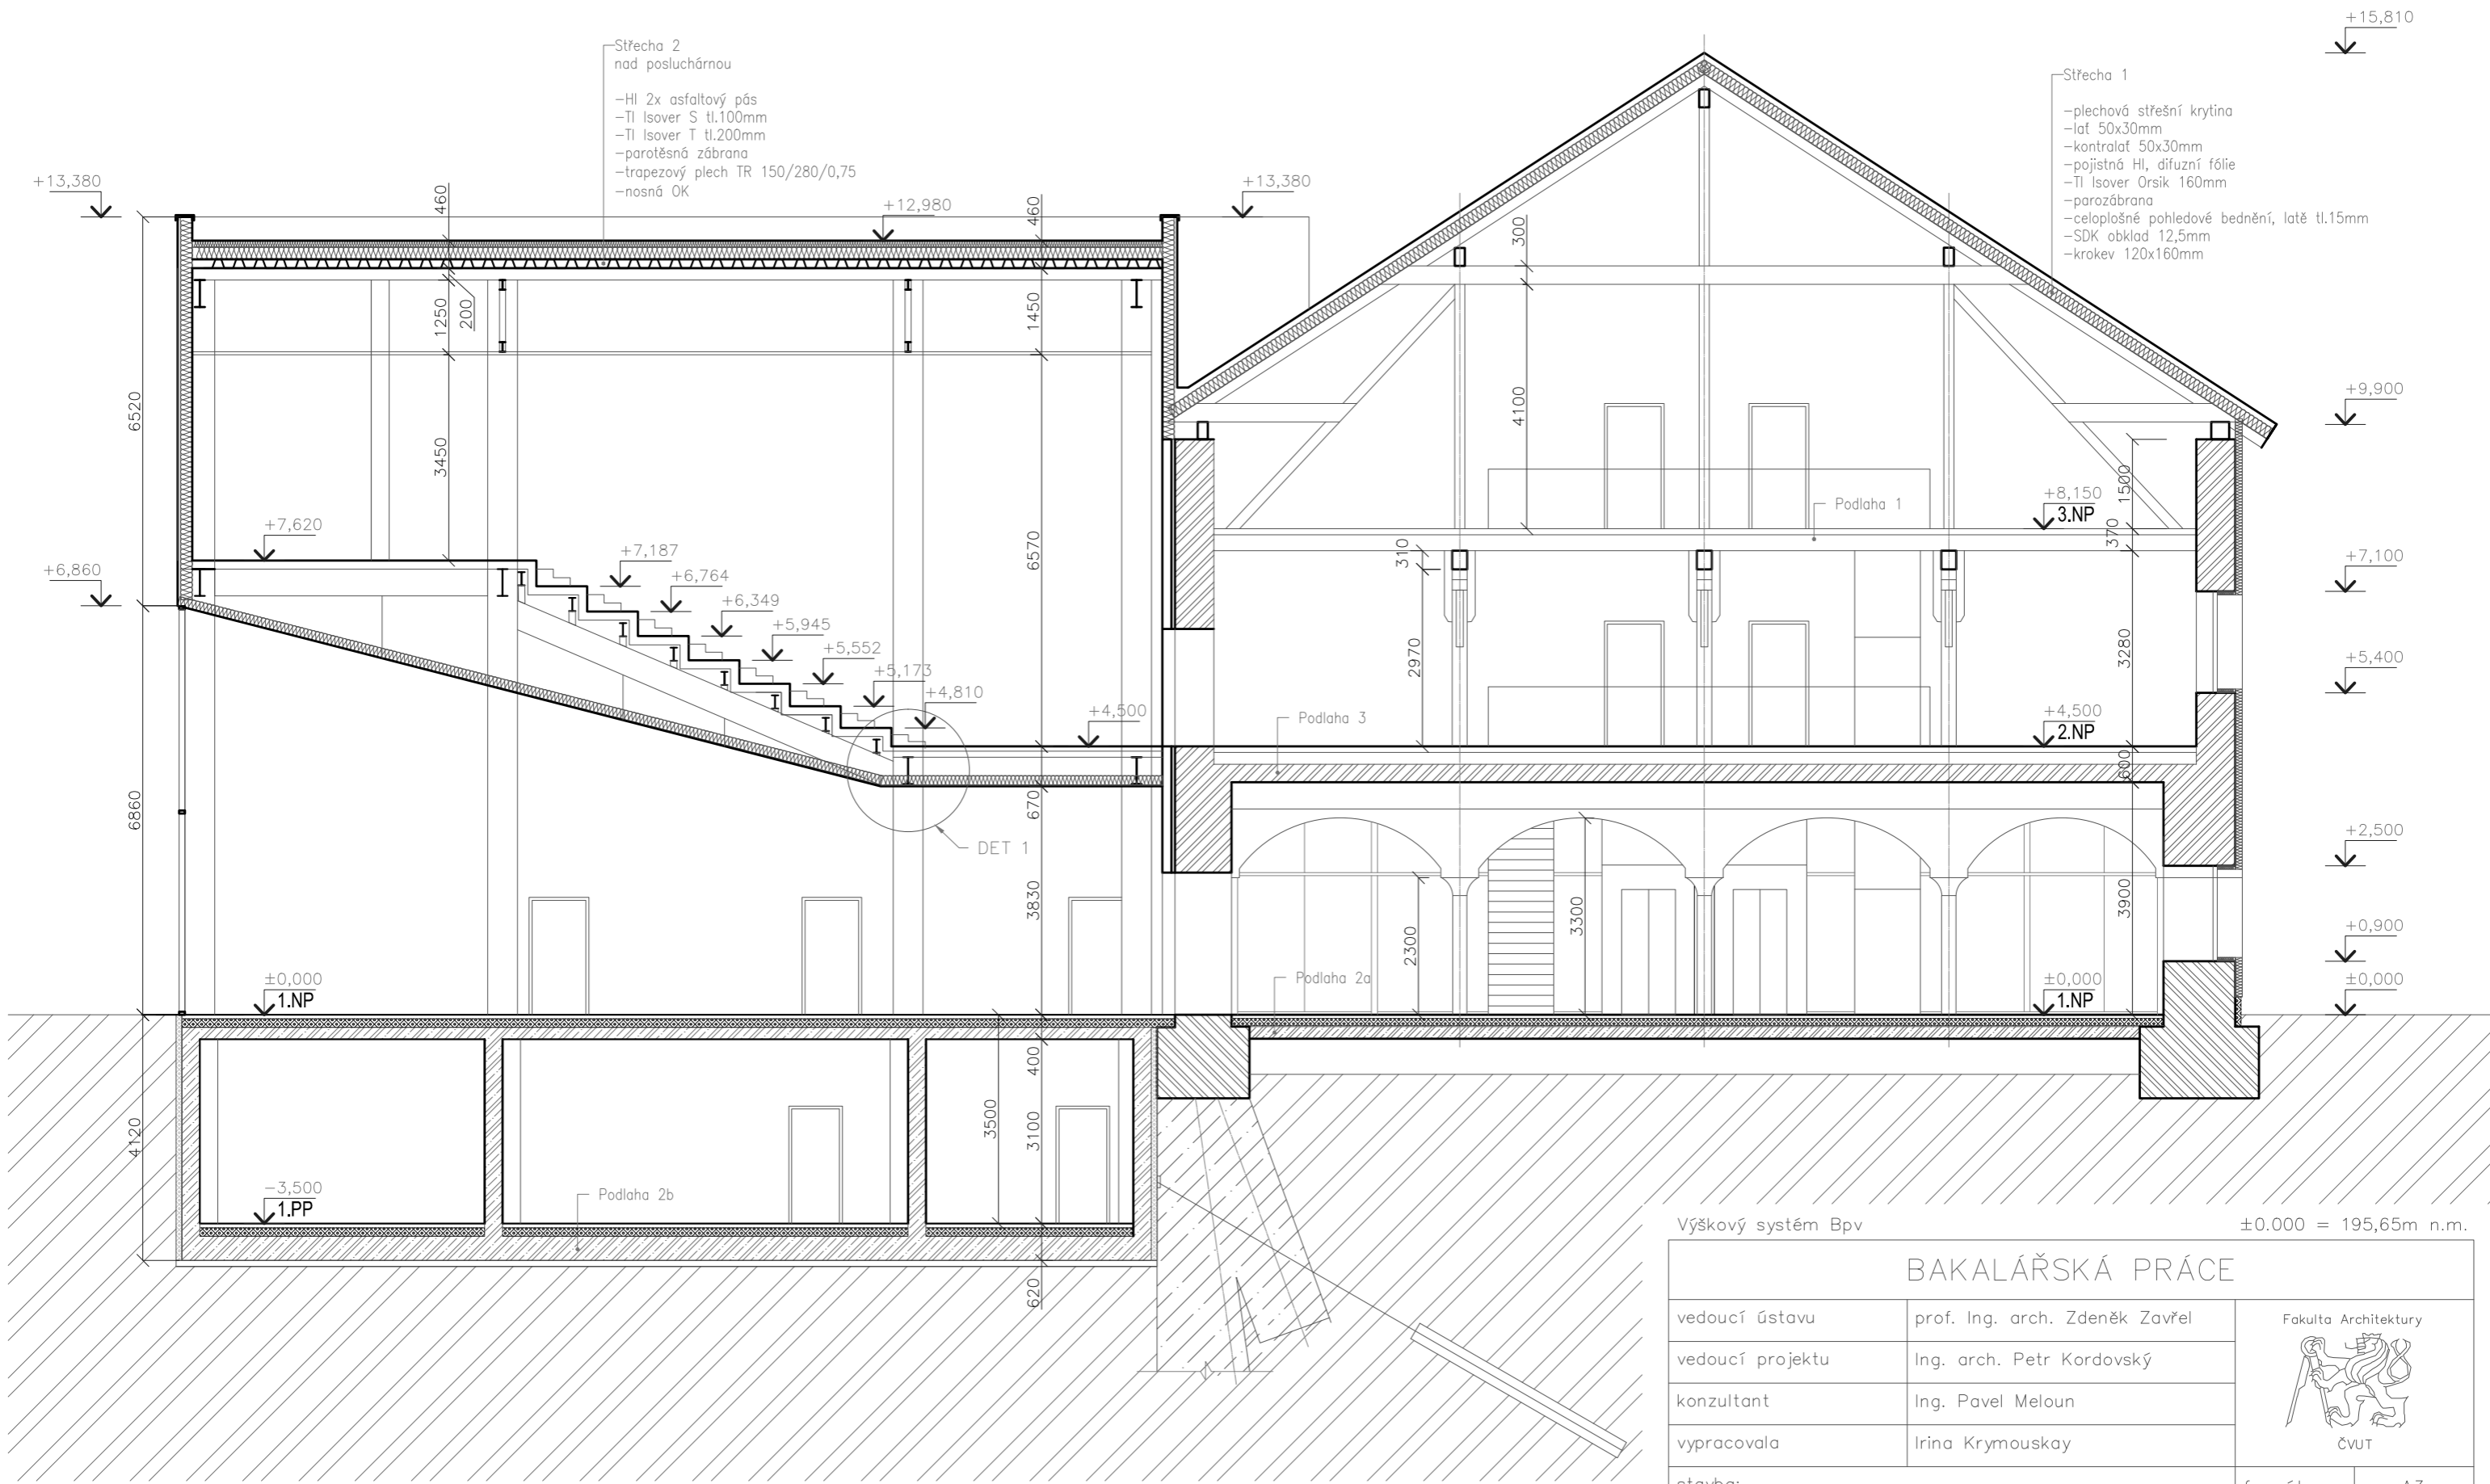 Střecha 2
nad posluchárnou
-HI 2x asfaltový pás
-TI Isover S tl.100mm
-TI Isover T tl.200mm
-parotěsná zábrana
-trapezový plech TR 150/280/0,75
-nosná OK
Střecha 1
-plechová střešní krytina
-lať 50x30mm
-kontralať 50x30mm
-pojistná HI, difuzní fólie
-TI Isover Orsik 160mm
-parozábrana
-celoplošné pohledové bednění, latě tl.15mm
-SDK obklad 12,5mm
-krokev 120x160mm
+15,810
+13,380
+12,980
+13,380
+9,900
+7,100
+5,400
+2,500
+0,900
±0,000
+6,860
+7,620
+7,187
+6,764
+6,349
+5,945
+5,552
+5,173
+4,810
+4,500
+8,150
3.NP
+4,500
2.NP
±0,000
1.NP
±0,000
1.NP
-3,500
1.PP
460
460
200
1250
1450
3450
6520
6570
6860
670
3830
4120
400
3500
3100
620
300
4100
310
2970
2300
3300
1500
370
3280
600
3900
Podlaha 1
Podlaha 3
Podlaha 2a
Podlaha 2b
DET 1
Výškový systém Bpv
±0.000 = 195,65m n.m.
BAKALÁŘSKÁ PRÁCE
vedoucí ústavu
prof. Ing. arch. Zdeněk Zavřel
vedoucí projektu
Ing. arch. Petr Kordovský
konzultant
Ing. Pavel Meloun
vypracovala
Irina Krymouskay
Fakulta Architektury
ČVUT